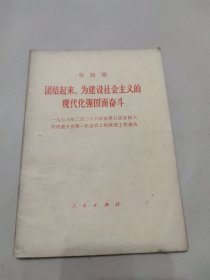 华国锋
团结起来，为建设社会主义的
现代化强国而奋斗
一九七八年二月二十六日在第五届全国人
民代表大会第一次会议上的政府工作报告
人民出版社